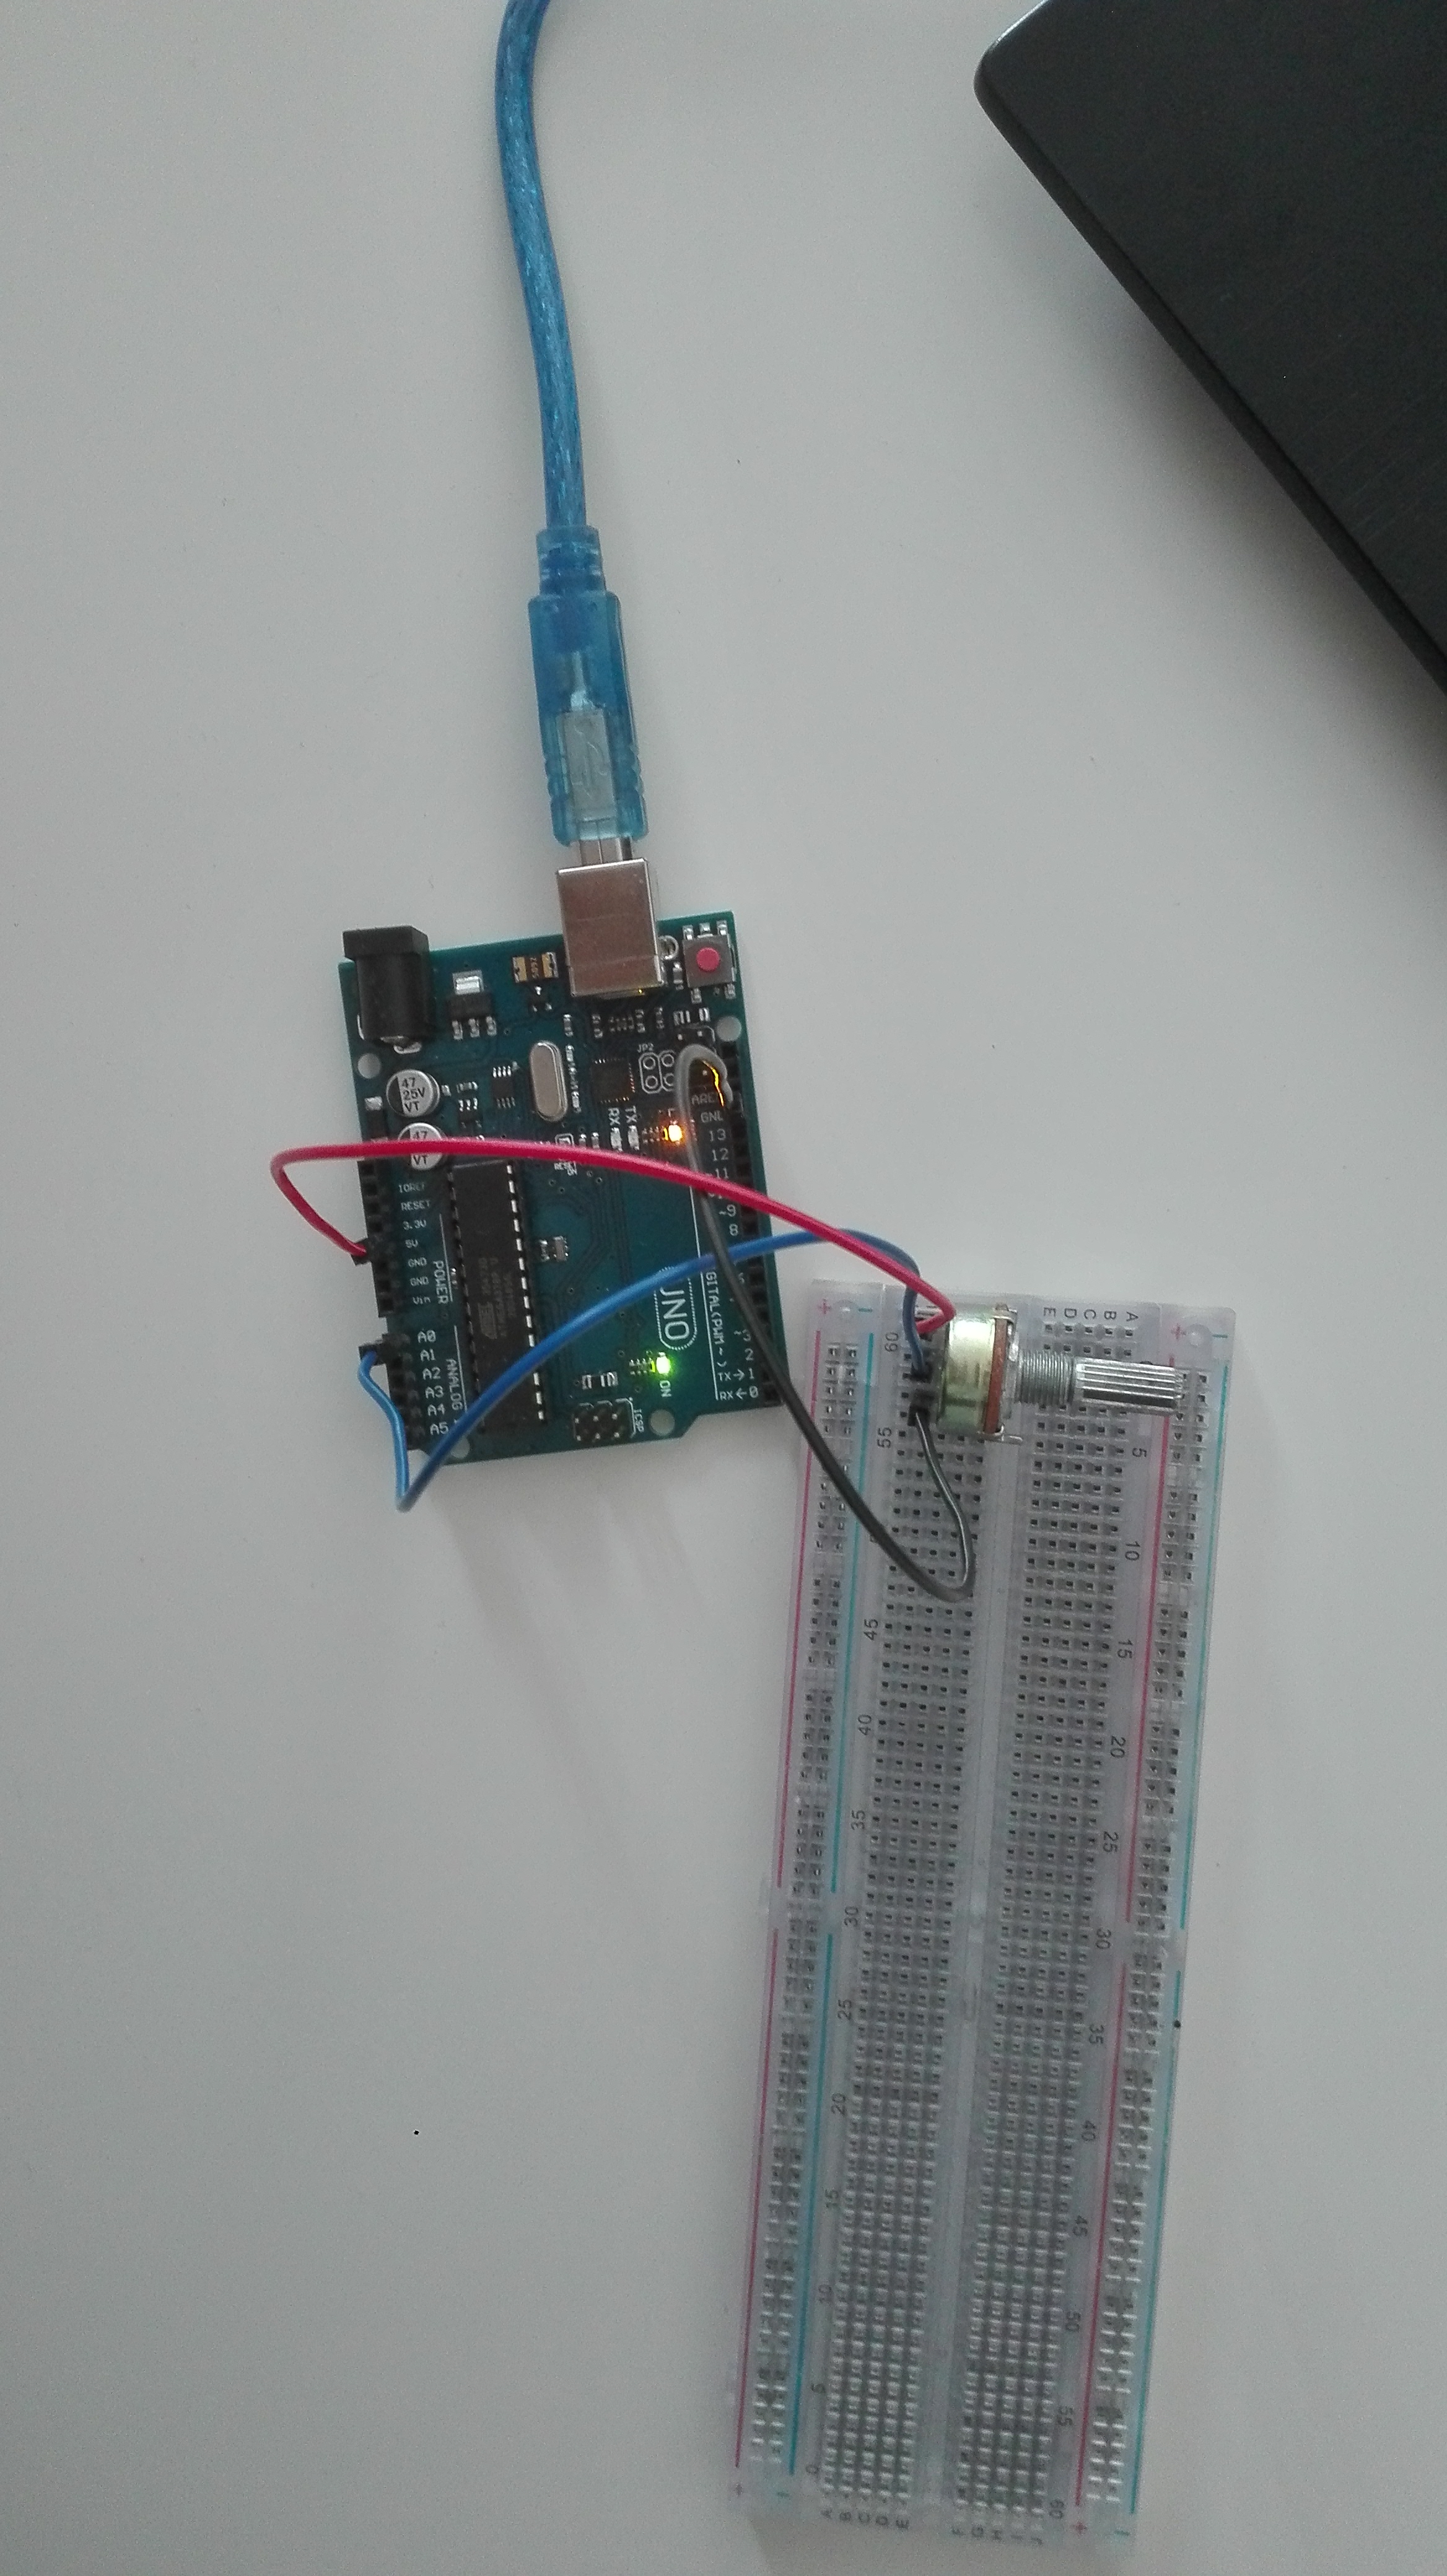 47
25V
VT
47
VT
JP2
RX
TX
AREF
GND
13
12
~11
~9
8
~3
2
TX→1
RX←0
DIGITAL(PWM~)
UNO
ON
ICSP
IOREF
RESET
3.3V
5V
GND
GND
Vin
POWER
A0
A1
A2
A3
A4
A5
ANALOG
+
E
D
C
B
A
+
60
55
45
40
35
30
25
20
15
10
5
0
5
10
15
20
25
30
35
40
45
50
55
60
A
B
C
D
E
F
G
H
I
J
+
+